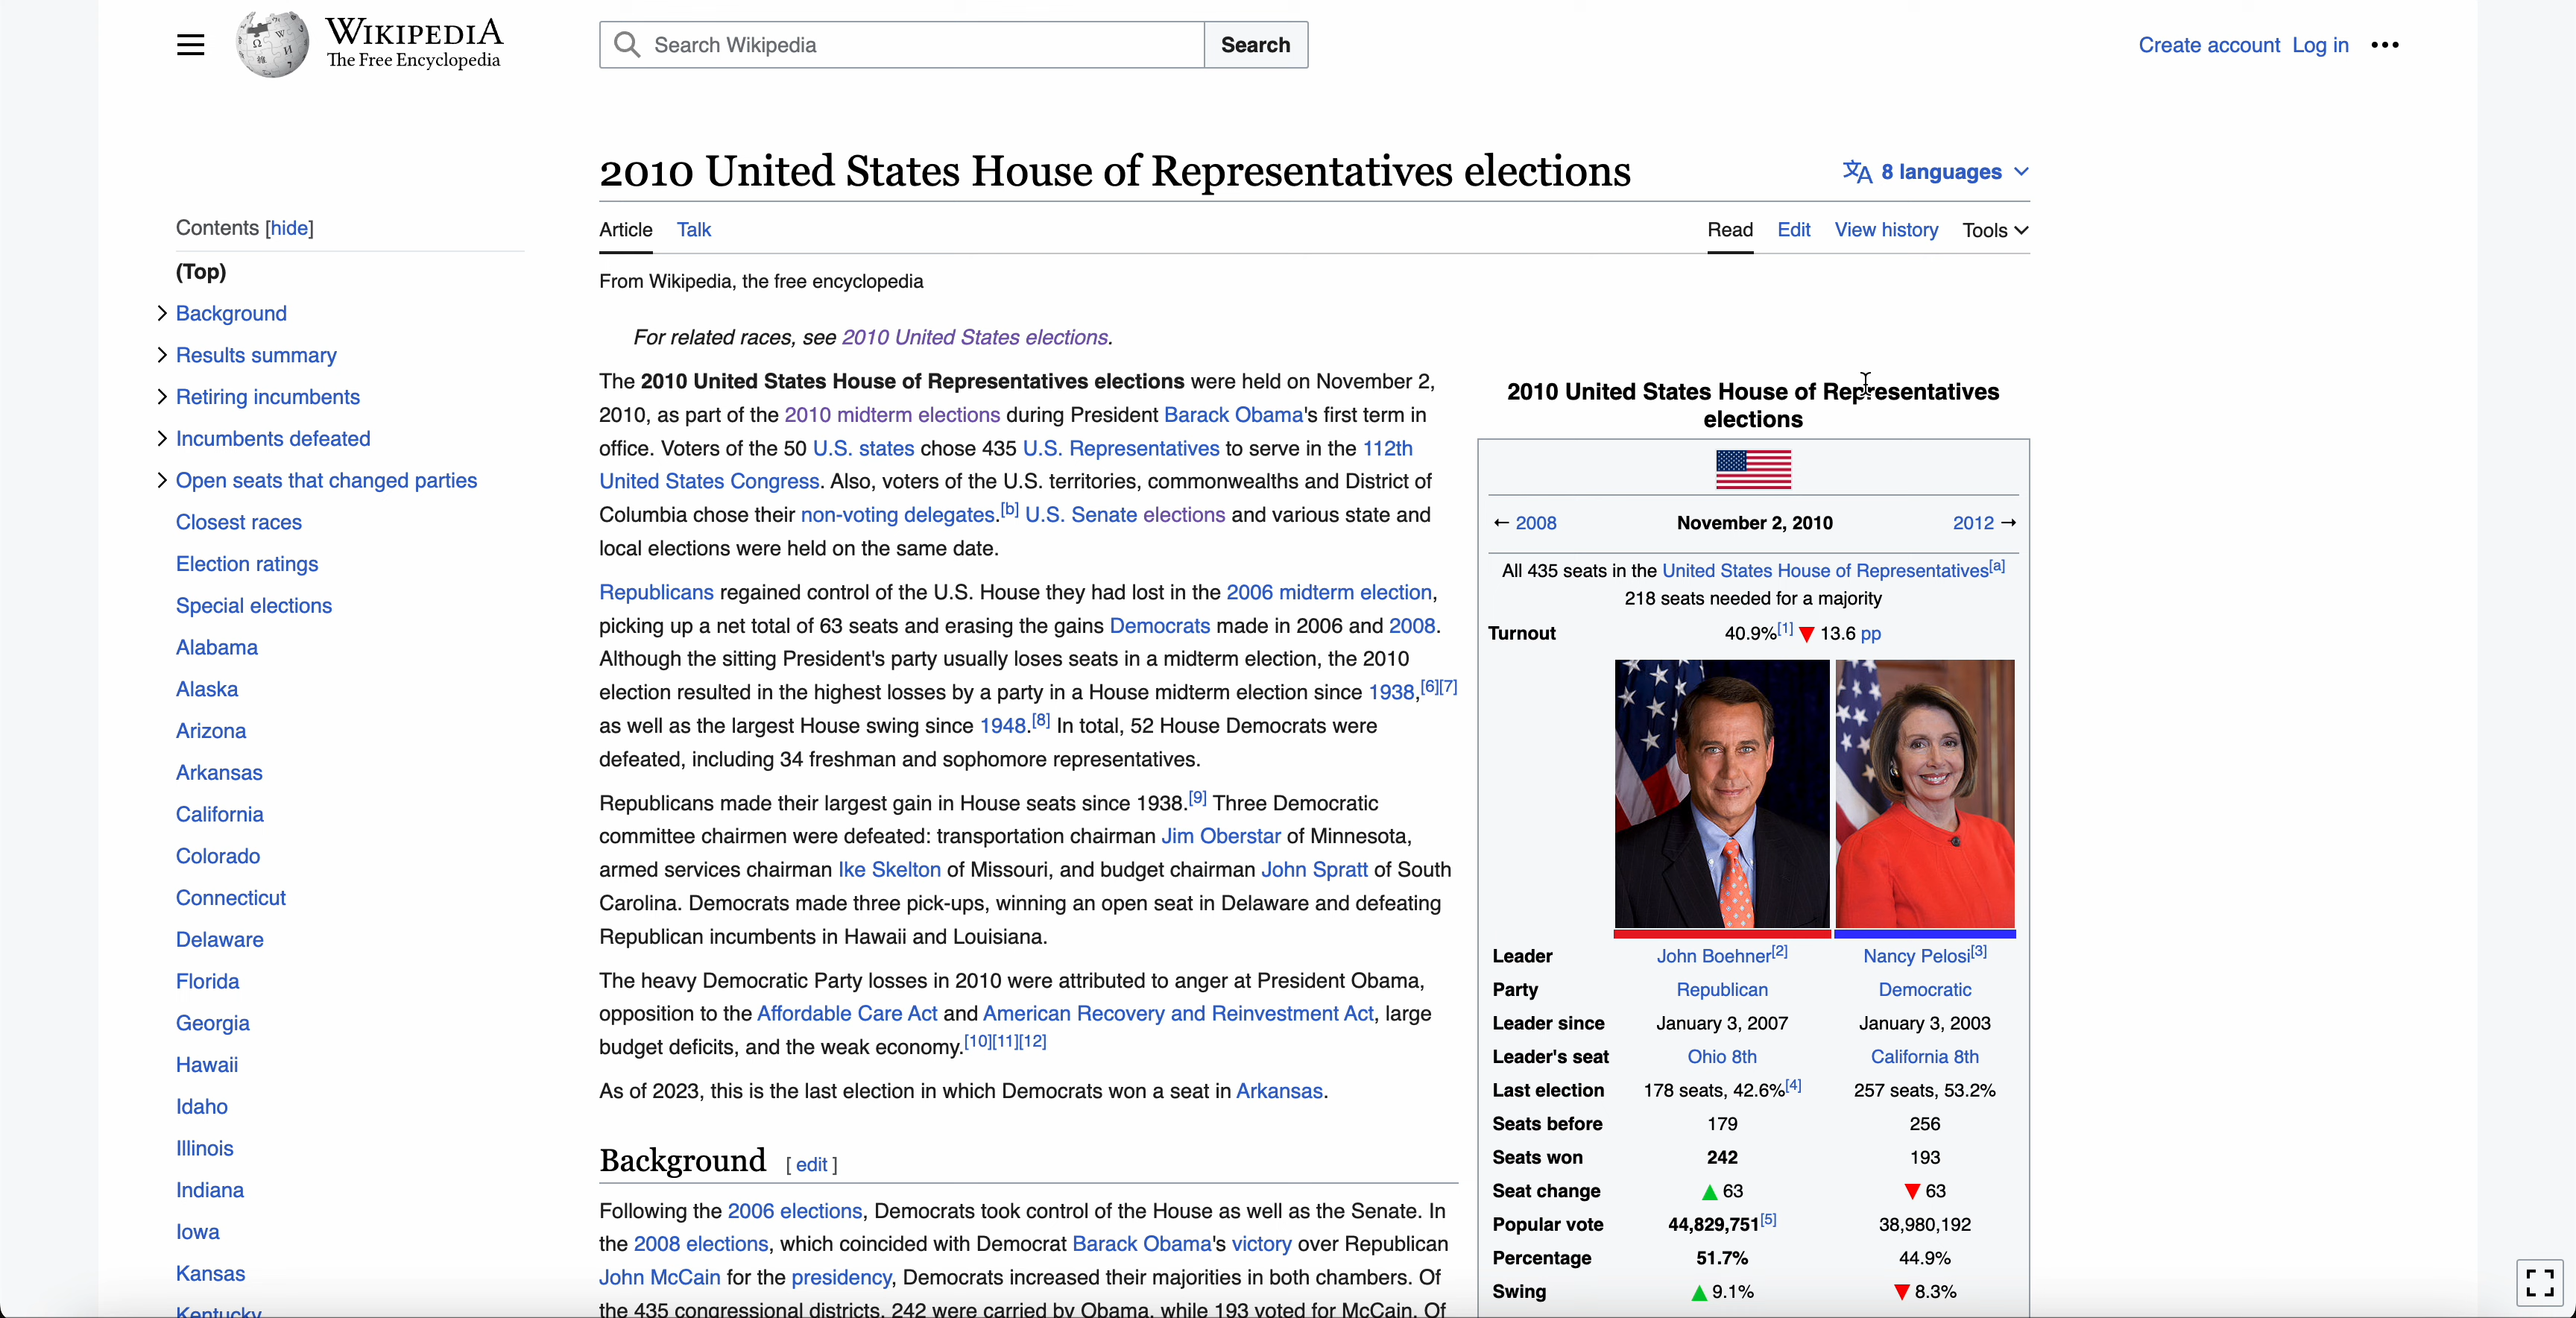 WIKIPEDIA
The Free Encyclopedia
Search Wikipedia
Search
Create account Log in
2010 United States House of Representatives elections
8 languages
Contents [hide]
(Top)
Background
Results summary
Retiring incumbents
Incumbents defeated
Open seats that changed parties
Closest races
Election ratings
Special elections
Alabama
Alaska
Arizona
Arkansas
California
Colorado
Connecticut
Delaware
Florida
Georgia
Hawaii
Idaho
Illinois
Indiana
Iowa
Kansas
Kentucky
Article Talk
Read Edit View history Tools
From Wikipedia, the free encyclopedia
For related races, see 2010 United States elections.
The 2010 United States House of Representatives elections were held on November 2,
2010, as part of the 2010 midterm elections during President Barack Obama's first term in
office. Voters of the 50 U.S. states chose 435 U.S. Representatives to serve in the 112th
United States Congress. Also, voters of the U.S. territories, commonwealths and District of
Columbia chose their non-voting delegates.[b] U.S. Senate elections and various state and
local elections were held on the same date.
Republicans regained control of the U.S. House they had lost in the 2006 midterm election,
picking up a net total of 63 seats and erasing the gains Democrats made in 2006 and 2008.
Although the sitting President's party usually loses seats in a midterm election, the 2010
election resulted in the highest losses by a party in a House midterm election since 1938,[6][7]
as well as the largest House swing since 1948.[8] In total, 52 House Democrats were
defeated, including 34 freshman and sophomore representatives.
Republicans made their largest gain in House seats since 1938.[9] Three Democratic
committee chairmen were defeated: transportation chairman Jim Oberstar of Minnesota,
armed services chairman Ike Skelton of Missouri, and budget chairman John Spratt of South
Carolina. Democrats made three pick-ups, winning an open seat in Delaware and defeating
Republican incumbents in Hawaii and Louisiana.
The heavy Democratic Party losses in 2010 were attributed to anger at President Obama,
opposition to the Affordable Care Act and American Recovery and Reinvestment Act, large
budget deficits, and the weak economy.[10][11][12]
As of 2023, this is the last election in which Democrats won a seat in Arkansas.
Background [ edit ]
Following the 2006 elections, Democrats took control of the House as well as the Senate. In
the 2008 elections, which coincided with Democrat Barack Obama's victory over Republican
John McCain for the presidency, Democrats increased their majorities in both chambers. Of
the 435 congressional districts, 242 were carried by Obama, while 193 voted for McCain. Of
2010 United States House of Representatives
elections
← 2008 November 2, 2010 2012 →
All 435 seats in the United States House of Representatives[a]
218 seats needed for a majority
Turnout 40.9%[1] ▼ 13.6 pp
Leader John Boehner[2] Nancy Pelosi[3]
Party Republican Democratic
Leader since January 3, 2007 January 3, 2003
Leader's seat Ohio 8th California 8th
Last election 178 seats, 42.6%[4] 257 seats, 53.2%
Seats before 179 256
Seats won 242 193
Seat change ▲ 63 ▼ 63
Popular vote 44,829,751[5] 38,980,192
Percentage 51.7% 44.9%
Swing ▲ 9.1% ▼ 8.3%